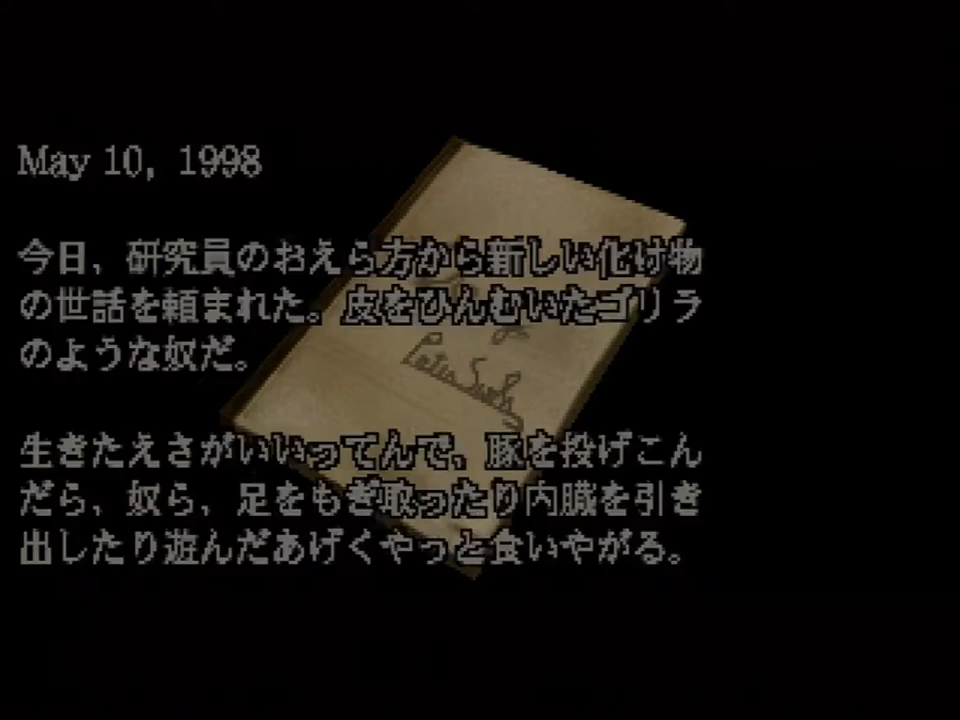 May 10, 1998
今日、研究員のおえら方から新しい化け物
の世話を頼まれた。皮をひんむいたゴリラ
のような奴だ。
生きたえさがいいってんで、豚を投げこん
だら、奴ら、足をもぎ取ったり内臓を引き
出したり遊んだあげくやっと食いやがる。